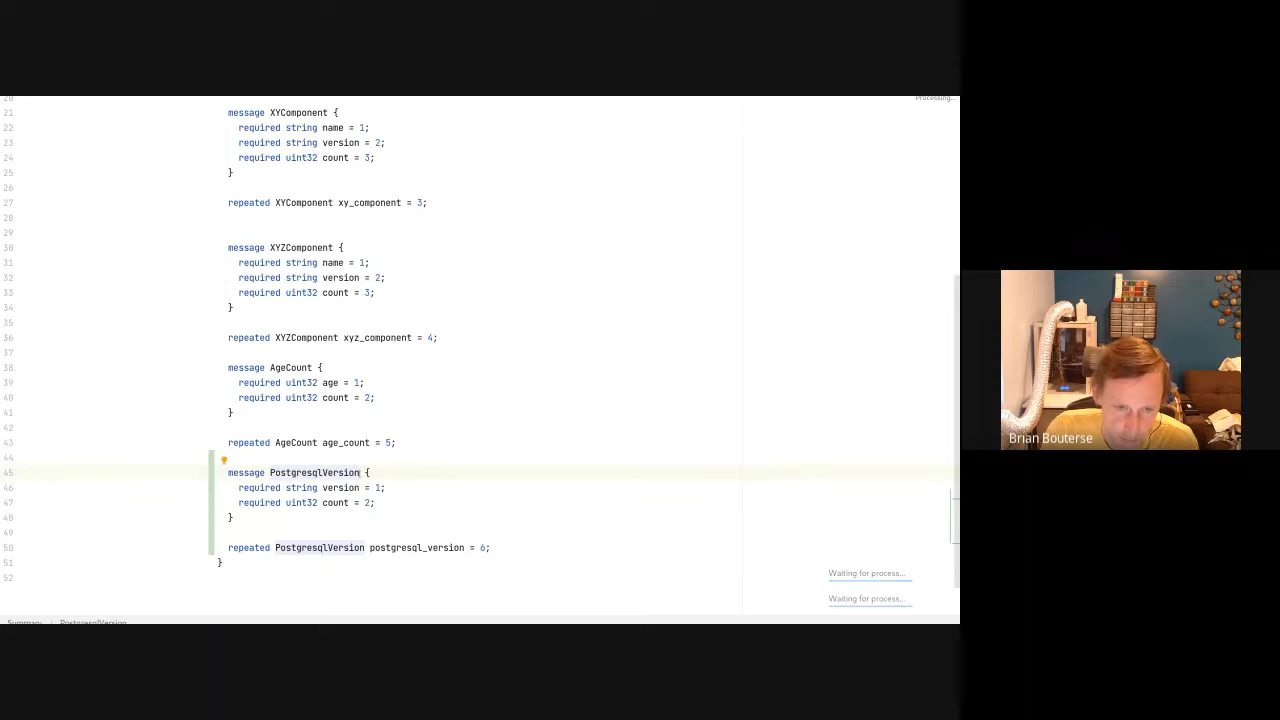 20
Processing...
21 message XYComponent {
22 required string name = 1;
23 required string version = 2;
24 required uint32 count = 3;
25 }
26
27 repeated XYComponent xy_component = 3;
28
29
30 message XYZComponent {
31 required string name = 1;
32 required string version = 2;
33 required uint32 count = 3;
34 }
35
36 repeated XYZComponent xyz_component = 4;
37
38 message AgeCount {
39 required uint32 age = 1;
40 required uint32 count = 2;
41 }
42
43 repeated AgeCount age_count = 5;
44
45 message PostgresqlVersion {
46 required string version = 1;
47 required uint32 count = 2;
48 }
49
50 repeated PostgresqlVersion postgresql_version = 6;
51 }
52
Waiting for process...
Waiting for process...
Summary PostgresqlVersion
Brian Bouterse